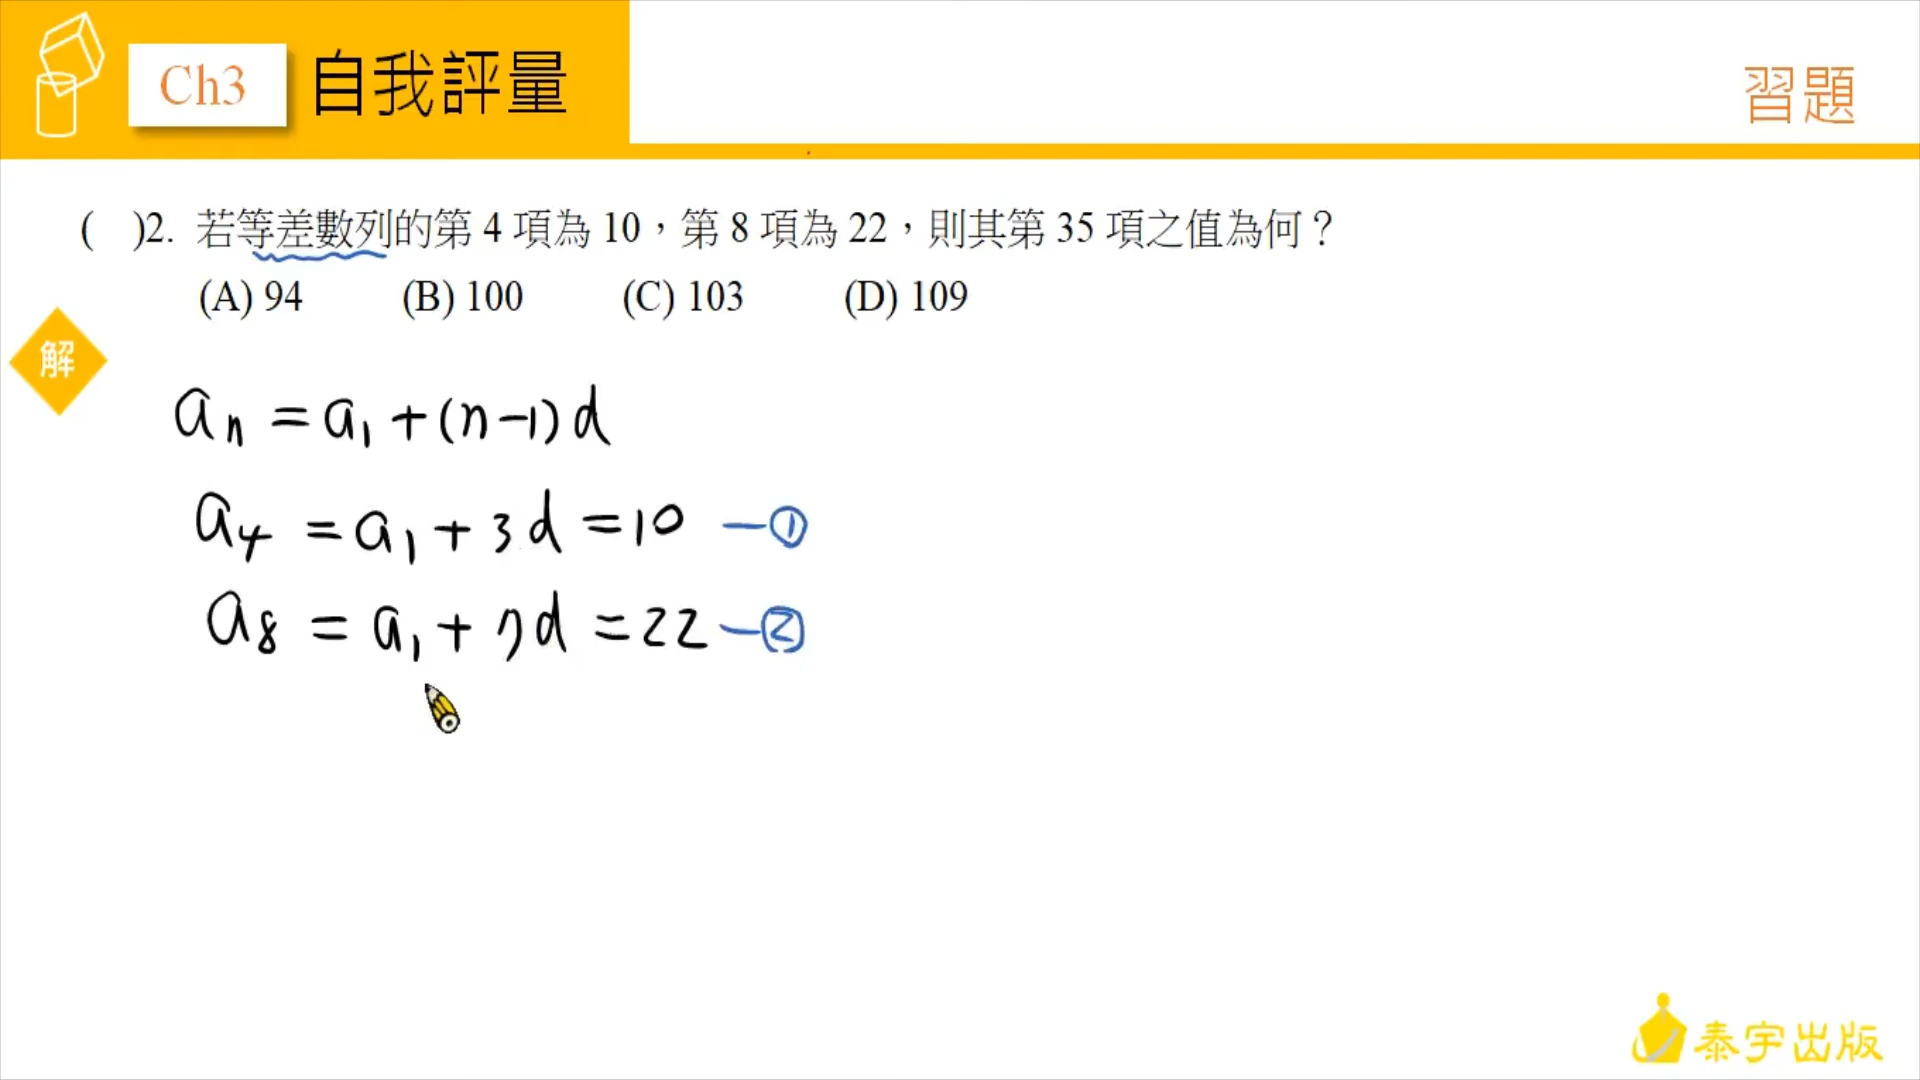 Ch3 自我評量
習題
( )2. 若等差數列的第 4 項為 10，第 8 項為 22，則其第 35 項之值為何？
(A) 94 (B) 100 (C) 103 (D) 109
解
aₙ = a₁ + (n-1)d
a₄ = a₁ + 3d = 10 —①
a₈ = a₁ + 7d = 22 —②
泰宇出版